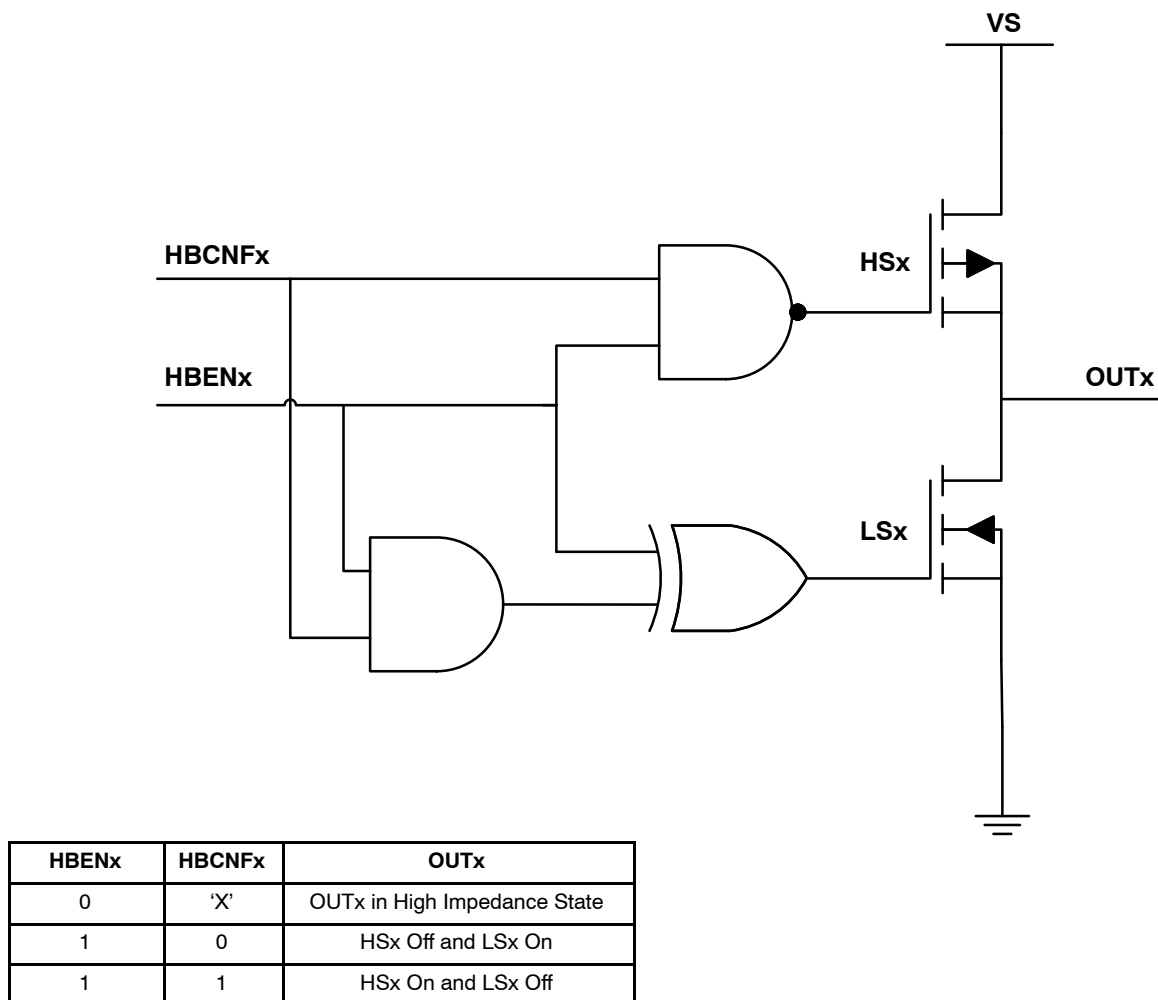 VS
HBCNFx
HSx
HBENx
OUTx
LSx
HBENx HBCNFx OUTx
0 ‘X’ OUTx in High Impedance State
1 0 HSx Off and LSx On
1 1 HSx On and LSx Off